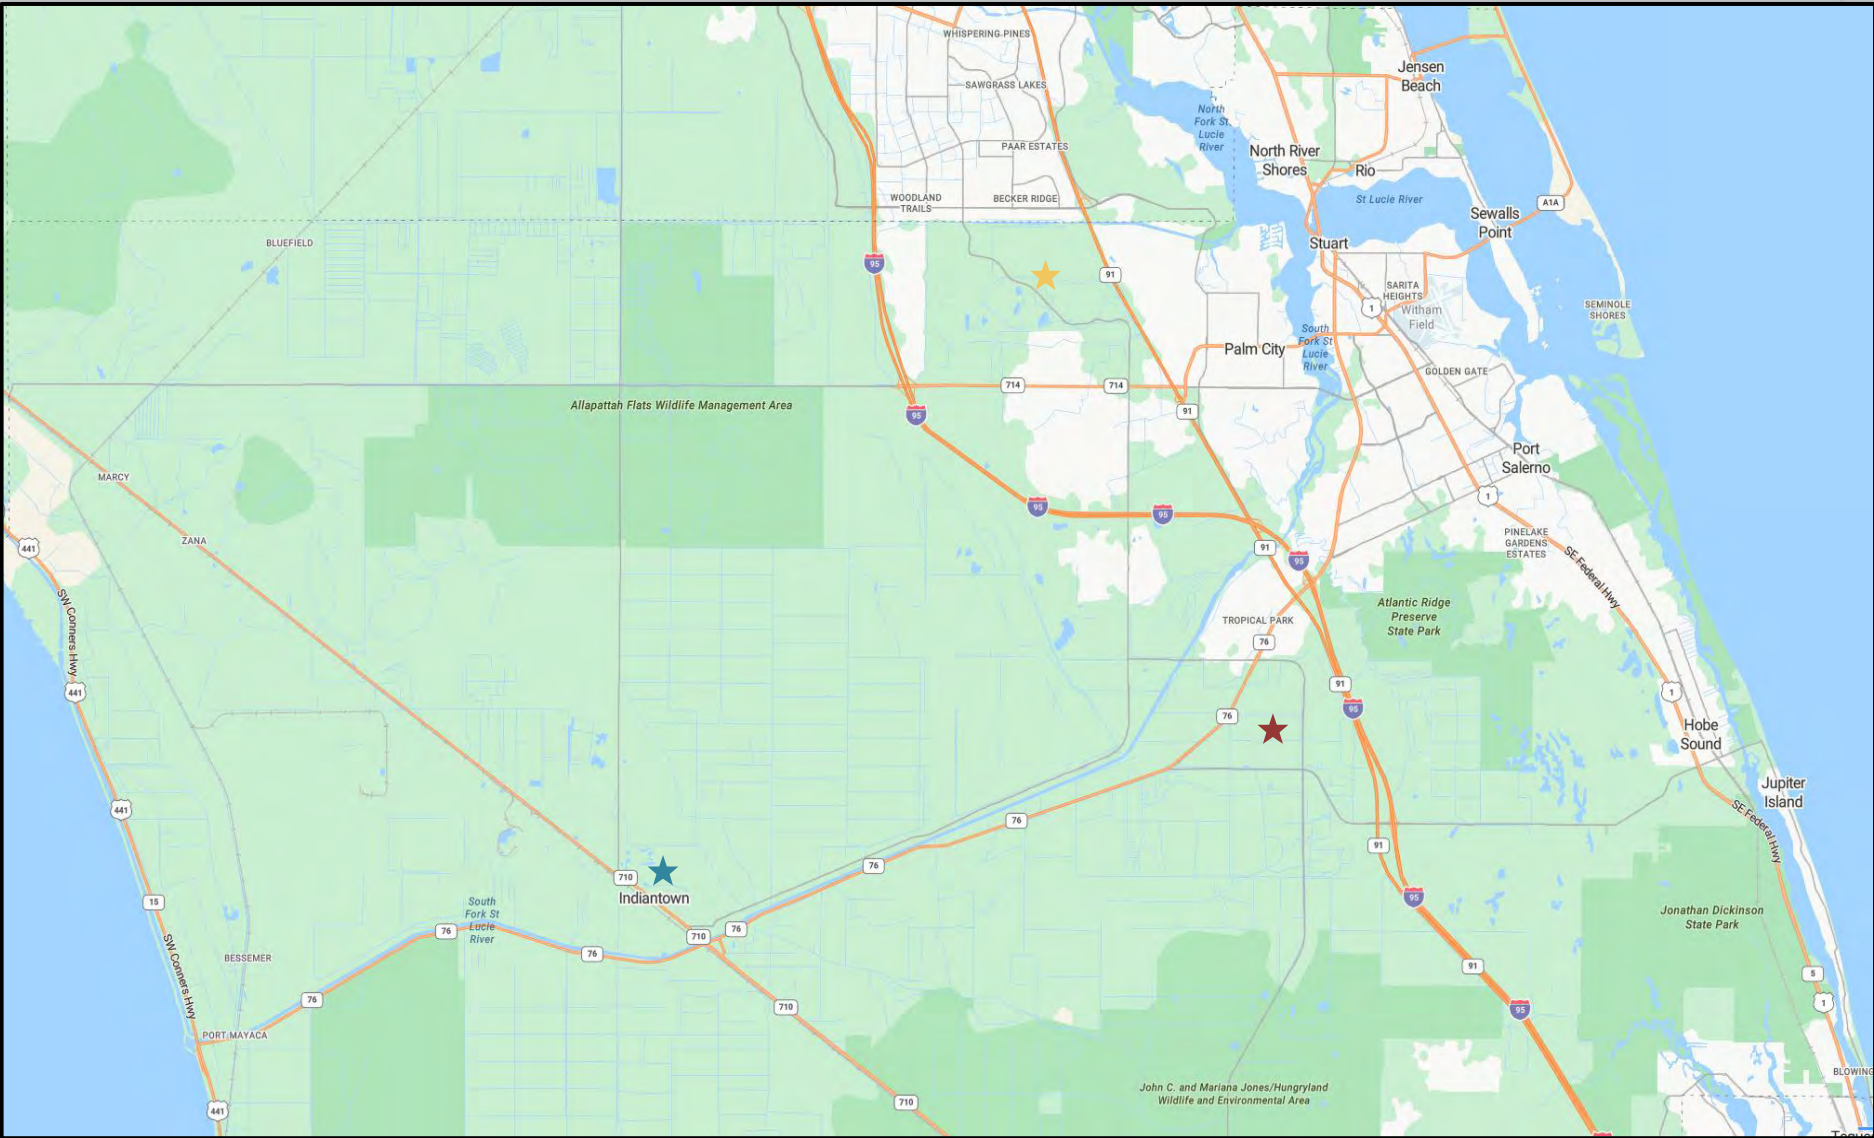 WHISPERING PINES
SAWGRASS LAKES
Jensen
Beach
North
Fork St
Lucie
River
PAAR ESTATES
North River
Shores
Rio
WOODLAND
TRAILS
BECKER RIDGE
St Lucie River
A1A
Sewalls
Point
BLUEFIELD
Stuart
95
91
SARITA
HEIGHTS
1
Witham
Field
SEMINOLE
SHORES
South
Fork St
Lucie
River
Palm City
GOLDEN GATE
714
714
Allapattah Flats Wildlife Management Area
95
91
Port
Salerno
MARCY
1
95
95
ZANA
441
91
95
PINELAKE
GARDENS
ESTATES
SE Federal Hwy
SW Conners Hwy
Atlantic Ridge
Preserve
State Park
TROPICAL PARK
76
441
91
1
95
76
Hobe
Sound
441
76
Jupiter
Island
SE Federal Hwy
91
76
710
Indiantown
95
15
South
Fork St
Lucie
River
76
76
710
Jonathan Dickinson
State Park
SW Conners Hwy
BESSEMER
76
91
5
76
710
95
1
PORT MAYACA
BLOWING
John C. and Mariana Jones/Hungryland
Wildlife and Environmental Area
441
710